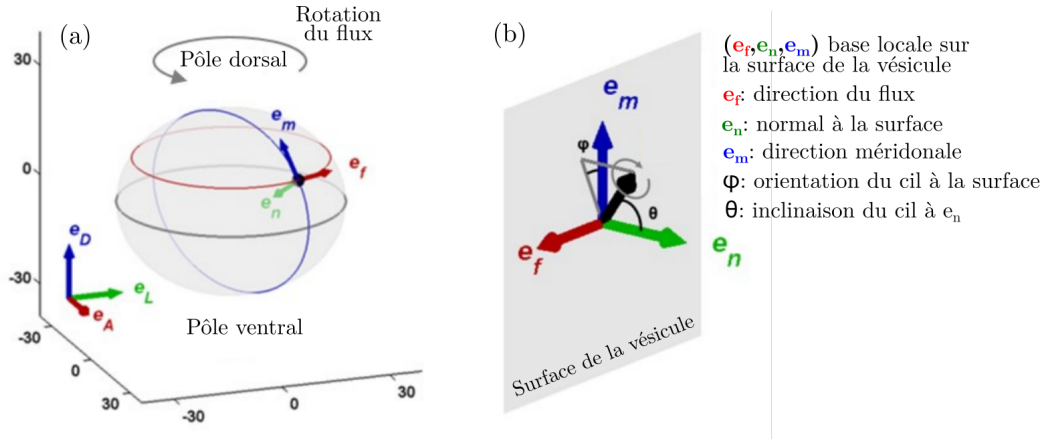 (a)
Rotation
du flux
Pôle dorsal
30
0
-30
e_m
e_f
e_n
e_D
e_L
e_A
Pôle ventral
-30
0
30
-30
0
30
(b)
e_m
φ
θ
e_f
e_n
Surface de la vésicule
(e_f,e_n,e_m) base locale sur
la surface de la vésicule
e_f: direction du flux
e_n: normal à la surface
e_m: direction méridonale
φ: orientation du cil à la surface
θ: inclinaison du cil à e_n